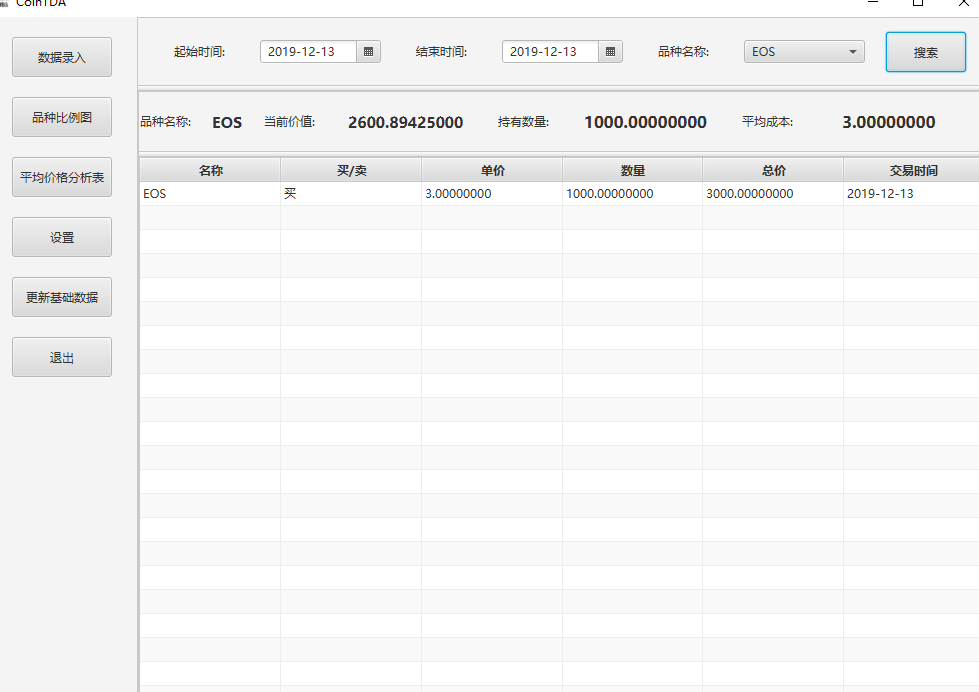 CoinTDA
起始时间: 2019-12-13 结束时间: 2019-12-13 品种名称: EOS 搜索
数据录入
品种比例图
平均价格分析表
设置
更新基础数据
退出
品种名称: EOS 当前价值: 2600.89425000 持有数量: 1000.00000000 平均成本: 3.00000000
名称 买/卖 单价 数量 总价 交易时间
EOS 买 3.00000000 1000.00000000 3000.00000000 2019-12-13